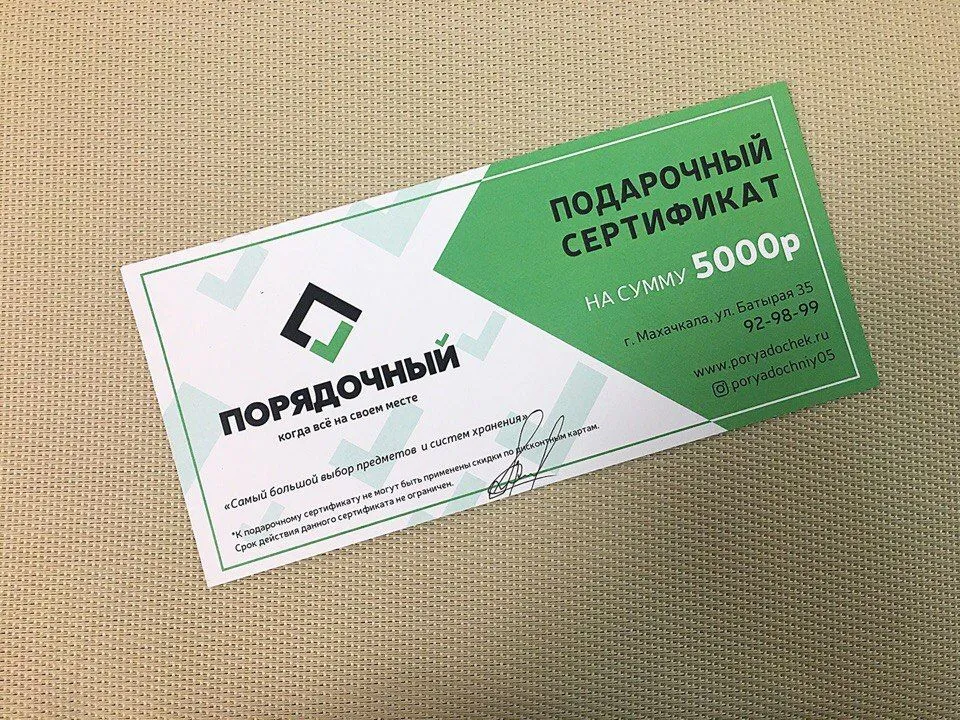 ПОРЯДОЧНЫЙ
когда всё на своем месте
«Самый большой выбор предметов и систем хранения»
*К подарочному сертификату не могут быть применены скидки по дисконтным картам.
Срок действия данного сертификата не ограничен.
ПОДАРОЧНЫЙ
СЕРТИФИКАТ
НА СУММУ 5000р
г. Махачкала, ул. Батырая 35
92-98-99
www.poryadochek.ru
poryadochniy05